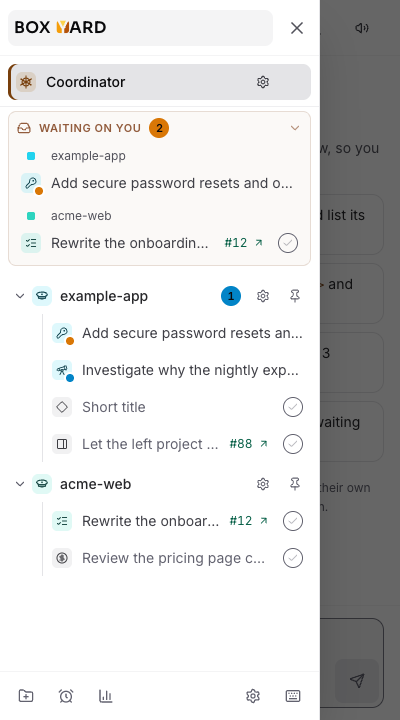 BOX YARD
Coordinator
WAITING ON YOU 2
example-app
Add secure password resets and o...
acme-web
Rewrite the onboardin... #12
example-app 1
Add secure password resets an...
Investigate why the nightly exp...
Short title
Let the left project ... #88
acme-web
Rewrite the onboar... #12
Review the pricing page c...
w, so you
list its
and
3
waiting
their own